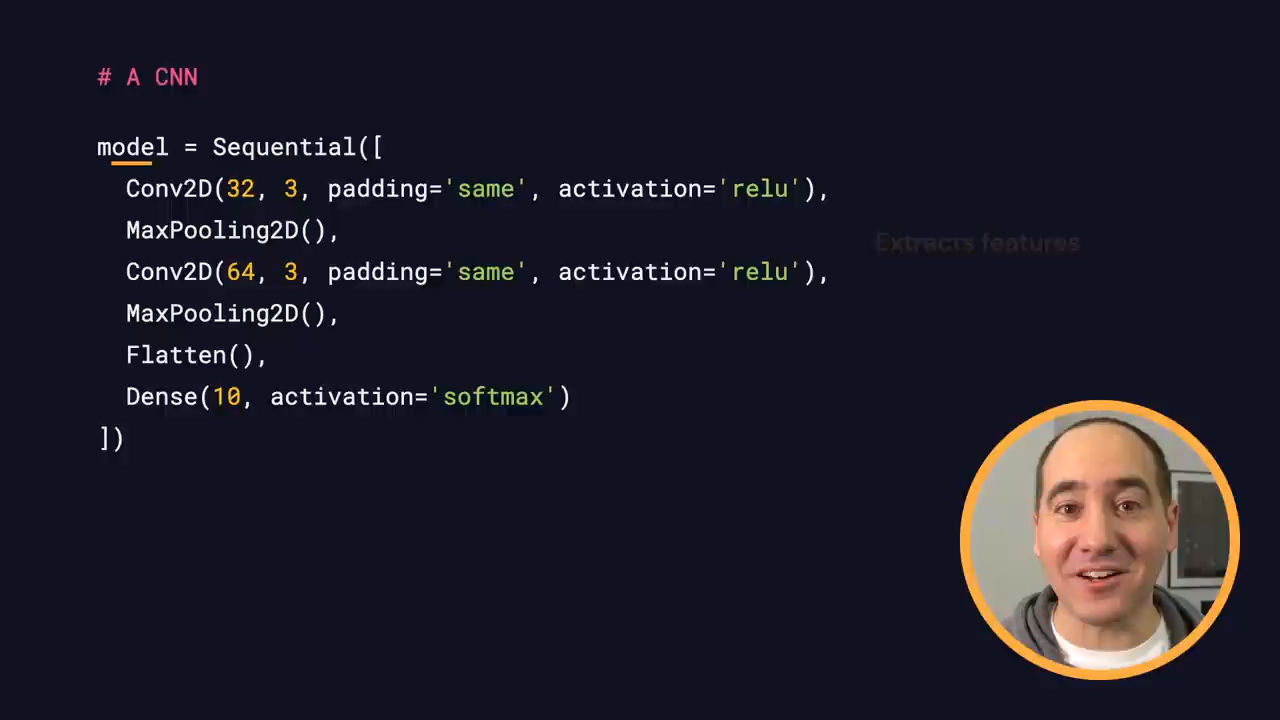 # A CNN
model = Sequential([
  Conv2D(32, 3, padding='same', activation='relu'),
  MaxPooling2D(),
Extracts features
  Conv2D(64, 3, padding='same', activation='relu'),
  MaxPooling2D(),
  Flatten(),
  Dense(10, activation='softmax')
])